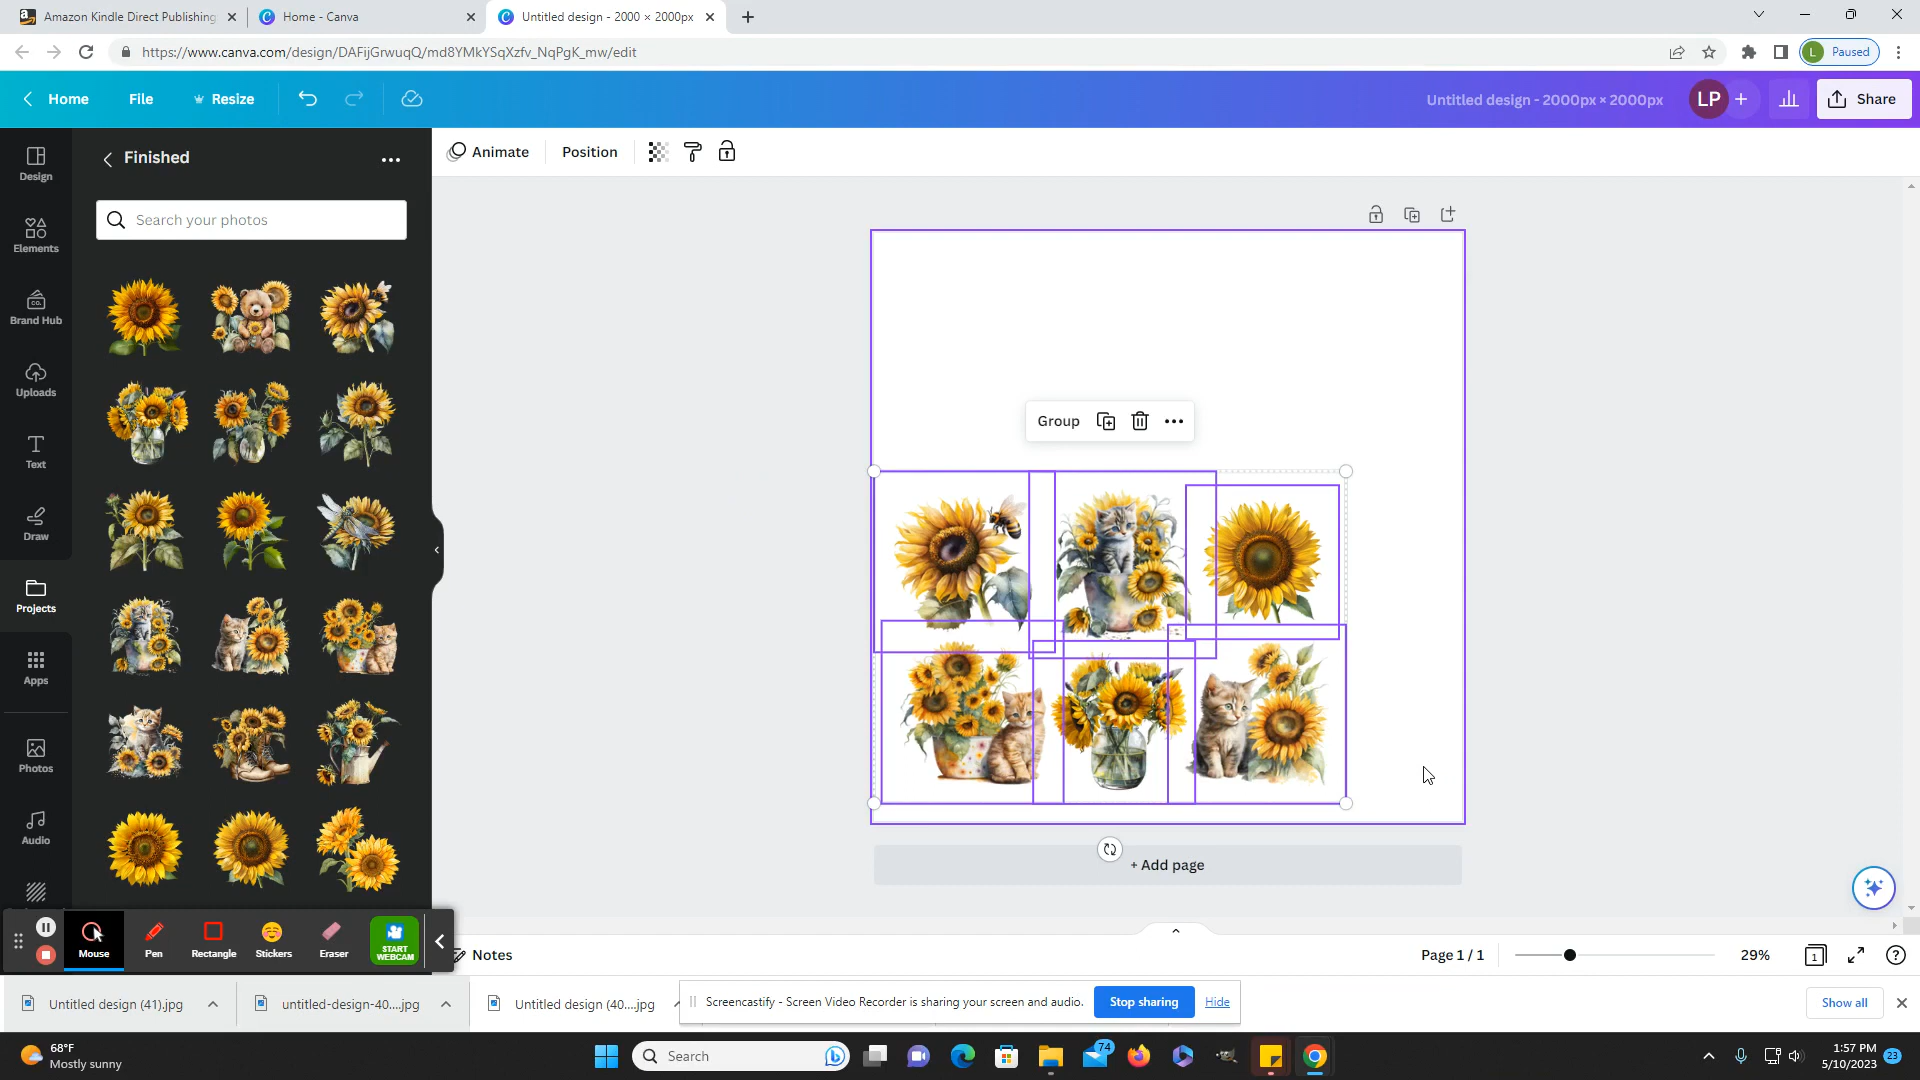 Amazon Kindle Direct Publishing
Home - Canva
Untitled design - 2000 × 2000px
https://www.canva.com/design/DAFijGrwuqQ/md8YMkYSqXzfv_NqPgK_mw/edit
L Paused
Home
File
Resize
Untitled design - 2000px × 2000px
LP
+
Share
Design
Elements
Brand Hub
Uploads
Text
Draw
Projects
Apps
Photos
Audio
Finished
Search your photos
Animate
Position
Group
+ Add page
Mouse
Pen
Rectangle
Stickers
Eraser
START
WEBCAM
Notes
Page 1 / 1
29%
1
Untitled design (41).jpg
untitled-design-40....jpg
Untitled design (40....jpg
Screencastify - Screen Video Recorder is sharing your screen and audio.
Stop sharing
Hide
Show all
68°F
Mostly sunny
Search
74
1:57 PM
5/10/2023
23